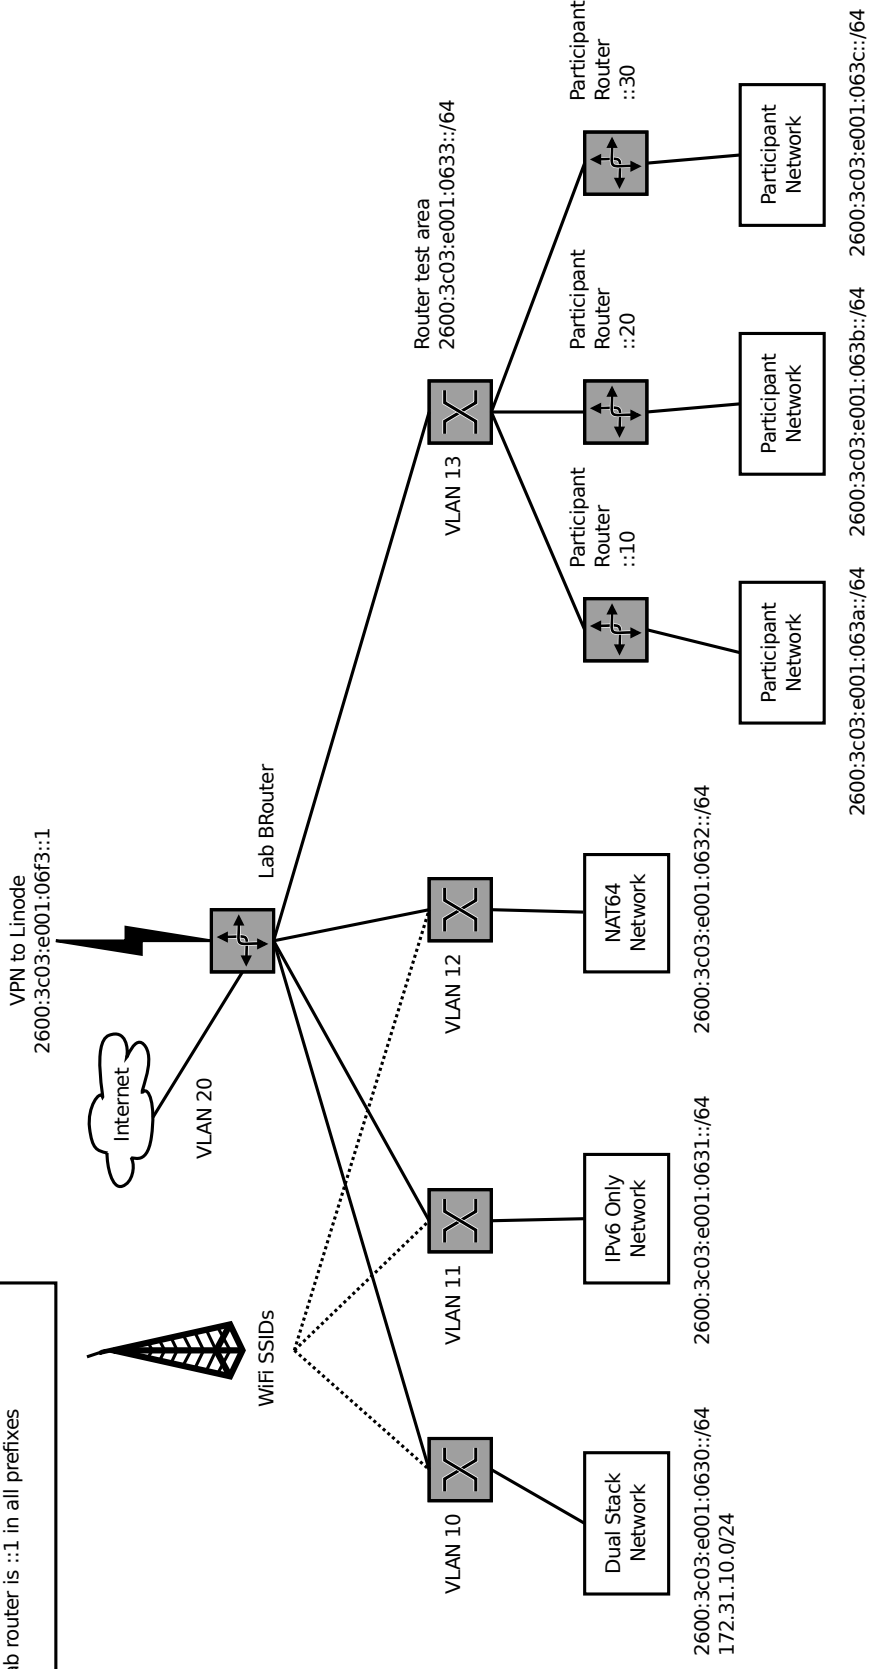 router is ::1 in all prefixes
VPN to Linode
2600:3c03:e001:06f3::1
Internet
VLAN 20
Lab BRouter
WiFi SSIDs
Router test area
2600:3c03:e001:0633::/64
VLAN 10
VLAN 11
VLAN 12
VLAN 13
Participant
Router
::10
Participant
Router
::20
Participant
Router
::30
Dual Stack
Network
IPv6 Only
Network
NAT64
Network
2600:3c03:e001:0630::/64
172.31.10.0/24
2600:3c03:e001:0631::/64
2600:3c03:e001:0632::/64
Participant
Network
Participant
Network
Participant
Network
2600:3c03:e001:063a::/64
2600:3c03:e001:063b::/64
2600:3c03:e001:063c::/64